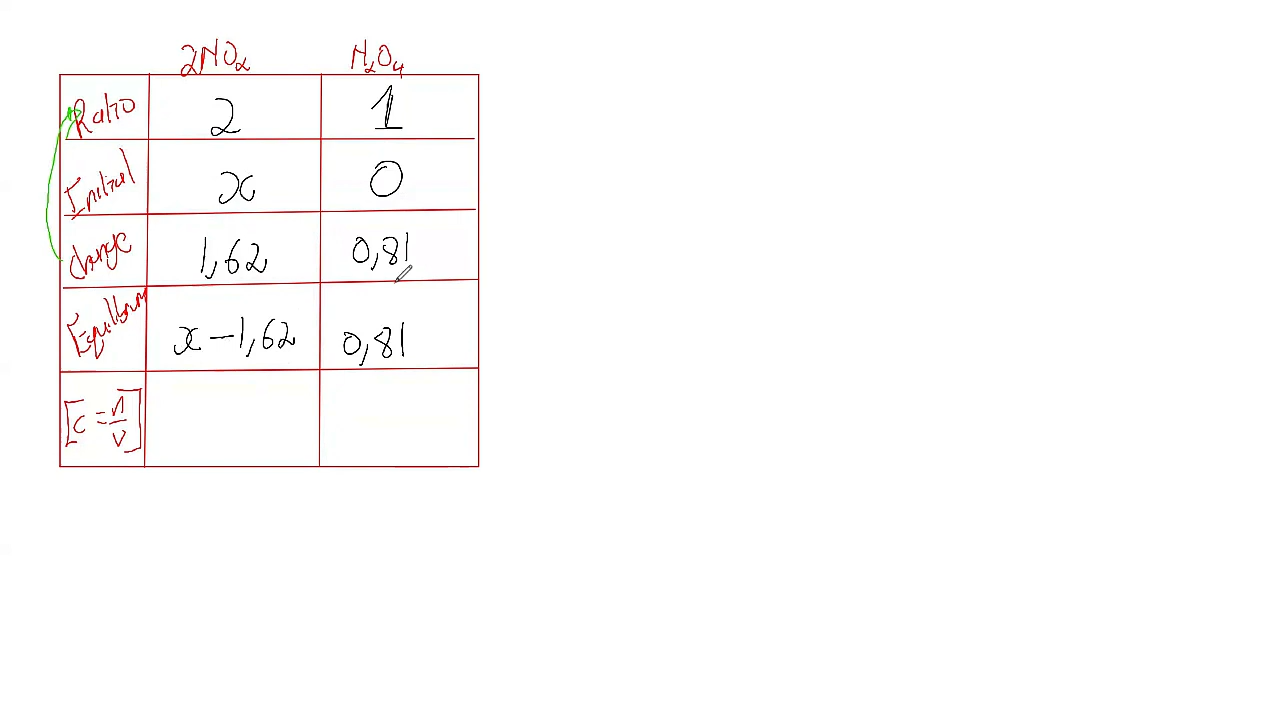 2NO₂ N₂O₄
Ratio 2 1
Initial x 0
Change 1,62 0,81
Equilibrium x - 1,62 0,81
[c = n/v]